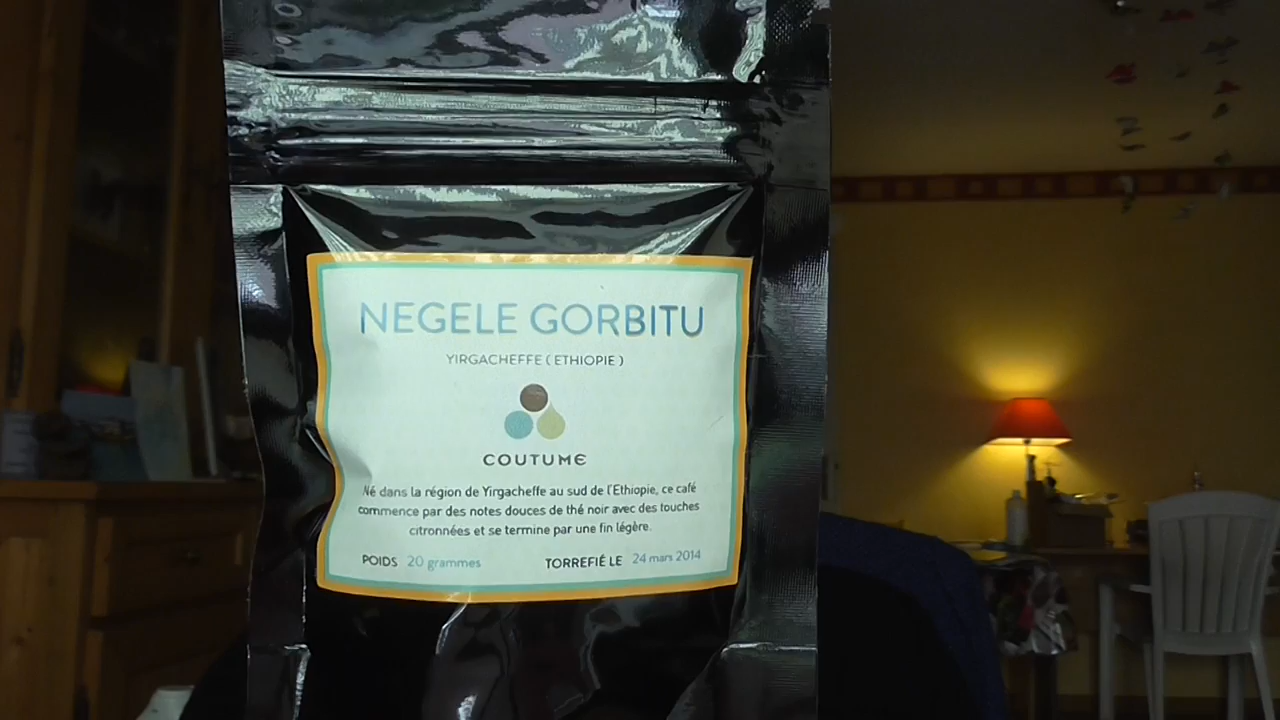 NEGELE GORBITU
YIRGACHEFFE ( ETHIOPIE )
COUTUME
Né dans la région de Yirgacheffe au sud de l'Ethiopie, ce café
commence par des notes douces de thé noir avec des touches
citronnées et se termine par une fin légère.
POIDS 20 grammes TORREFIÉ LE 24 mars 2014